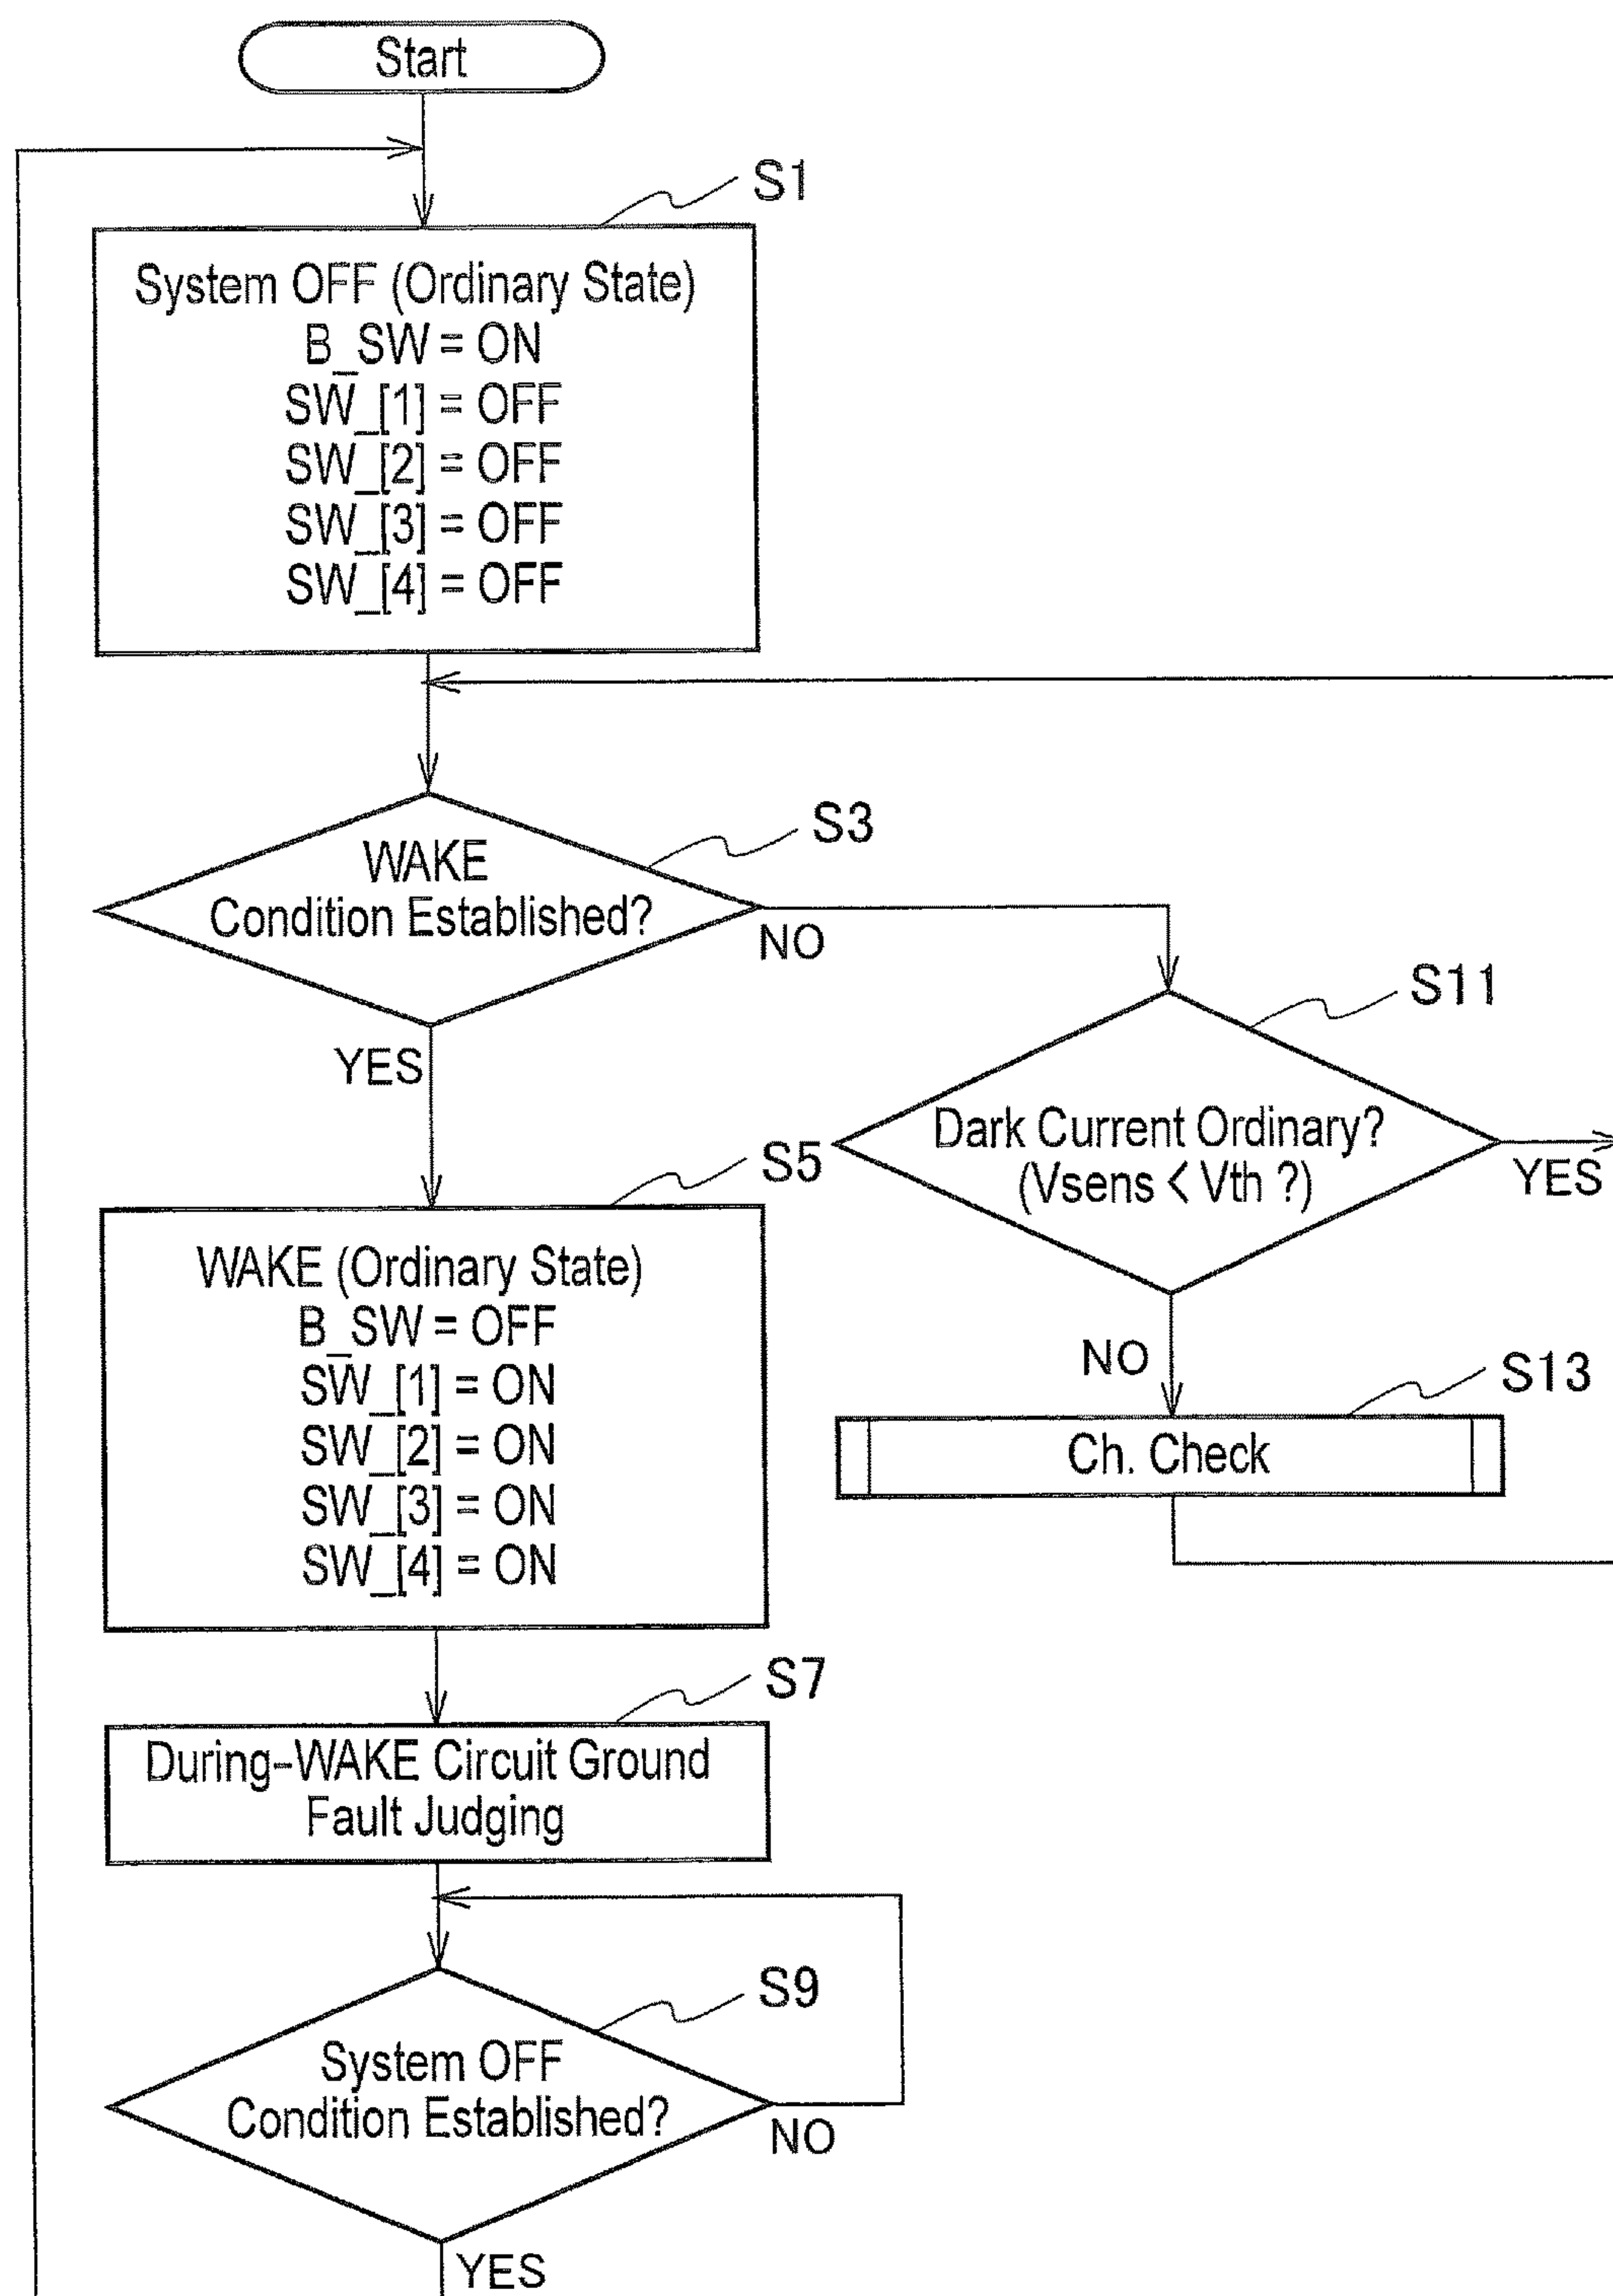 Start
S1
System OFF (Ordinary State)
B_SW = ON
SW_[1] = OFF
SW_[2] = OFF
SW_[3] = OFF
SW_[4] = OFF
S3
WAKE
Condition Established?
NO
YES
S11
Dark Current Ordinary?
(Vsens < Vth ?)
YES
NO
S5
WAKE (Ordinary State)
B_SW = OFF
SW_[1] = ON
SW_[2] = ON
SW_[3] = ON
SW_[4] = ON
S13
Ch. Check
S7
During-WAKE Circuit Ground
Fault Judging
S9
System OFF
Condition Established?
NO
YES